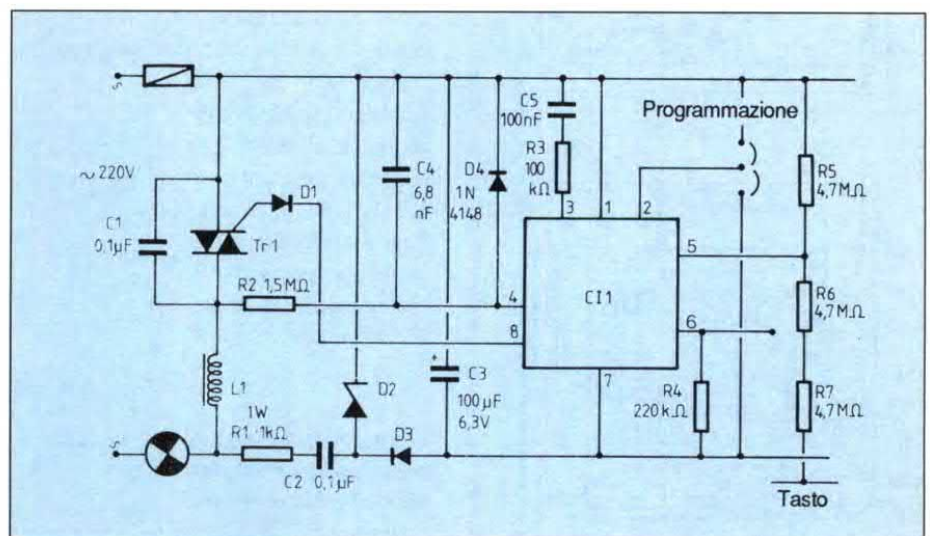 S
~ 220V
C1
0,1µF
Tr1
D1
R2 1,5MΩ
L1
1W
R1 1kΩ
S
C2
0,1µF
D2
D3
C4
6,8
nF
D4
1N
4148
C3
+
100µF
6,3V
C5
100nF
R3
100
kΩ
3
1
2
4
8
5
6
7
CI1
Programmazione
R4
220kΩ
R5
4,7MΩ
R6
4,7MΩ
R7
4,7MΩ
Tasto